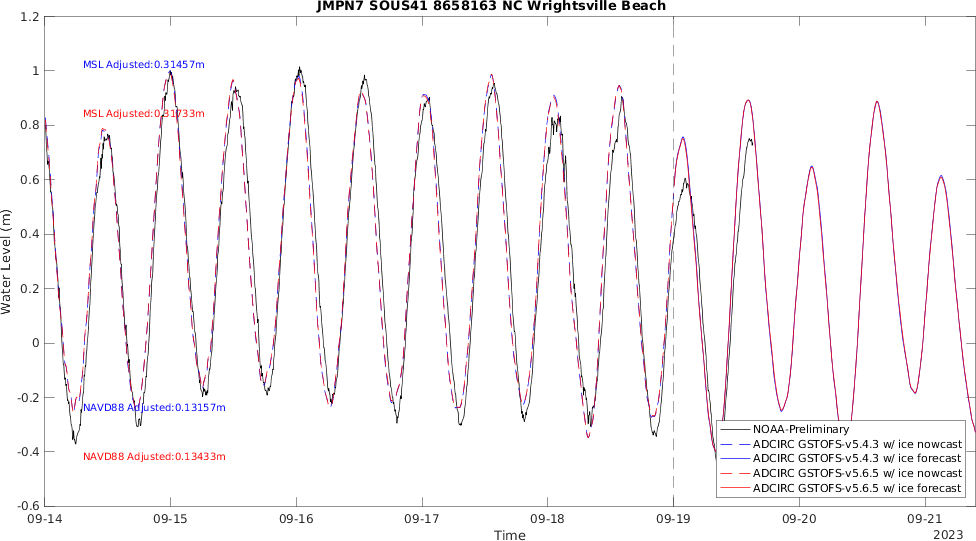 JMPN7 SOUS41 8658163 NC Wrightsville Beach
1.2
1
0.8
0.6
0.4
0.2
0
-0.2
-0.4
-0.6
Water Level (m)
MSL Adjusted:0.31457m
MSL Adjusted:0.31733m
NAVD88 Adjusted:0.13157m
NAVD88 Adjusted:0.13433m
NOAA-Preliminary
ADCIRC GSTOFS-v5.4.3 w/ ice nowcast
ADCIRC GSTOFS-v5.4.3 w/ ice forecast
ADCIRC GSTOFS-v5.6.5 w/ ice nowcast
ADCIRC GSTOFS-v5.6.5 w/ ice forecast
09-14 09-15 09-16 09-17 09-18 09-19 09-20 09-21
Time
2023